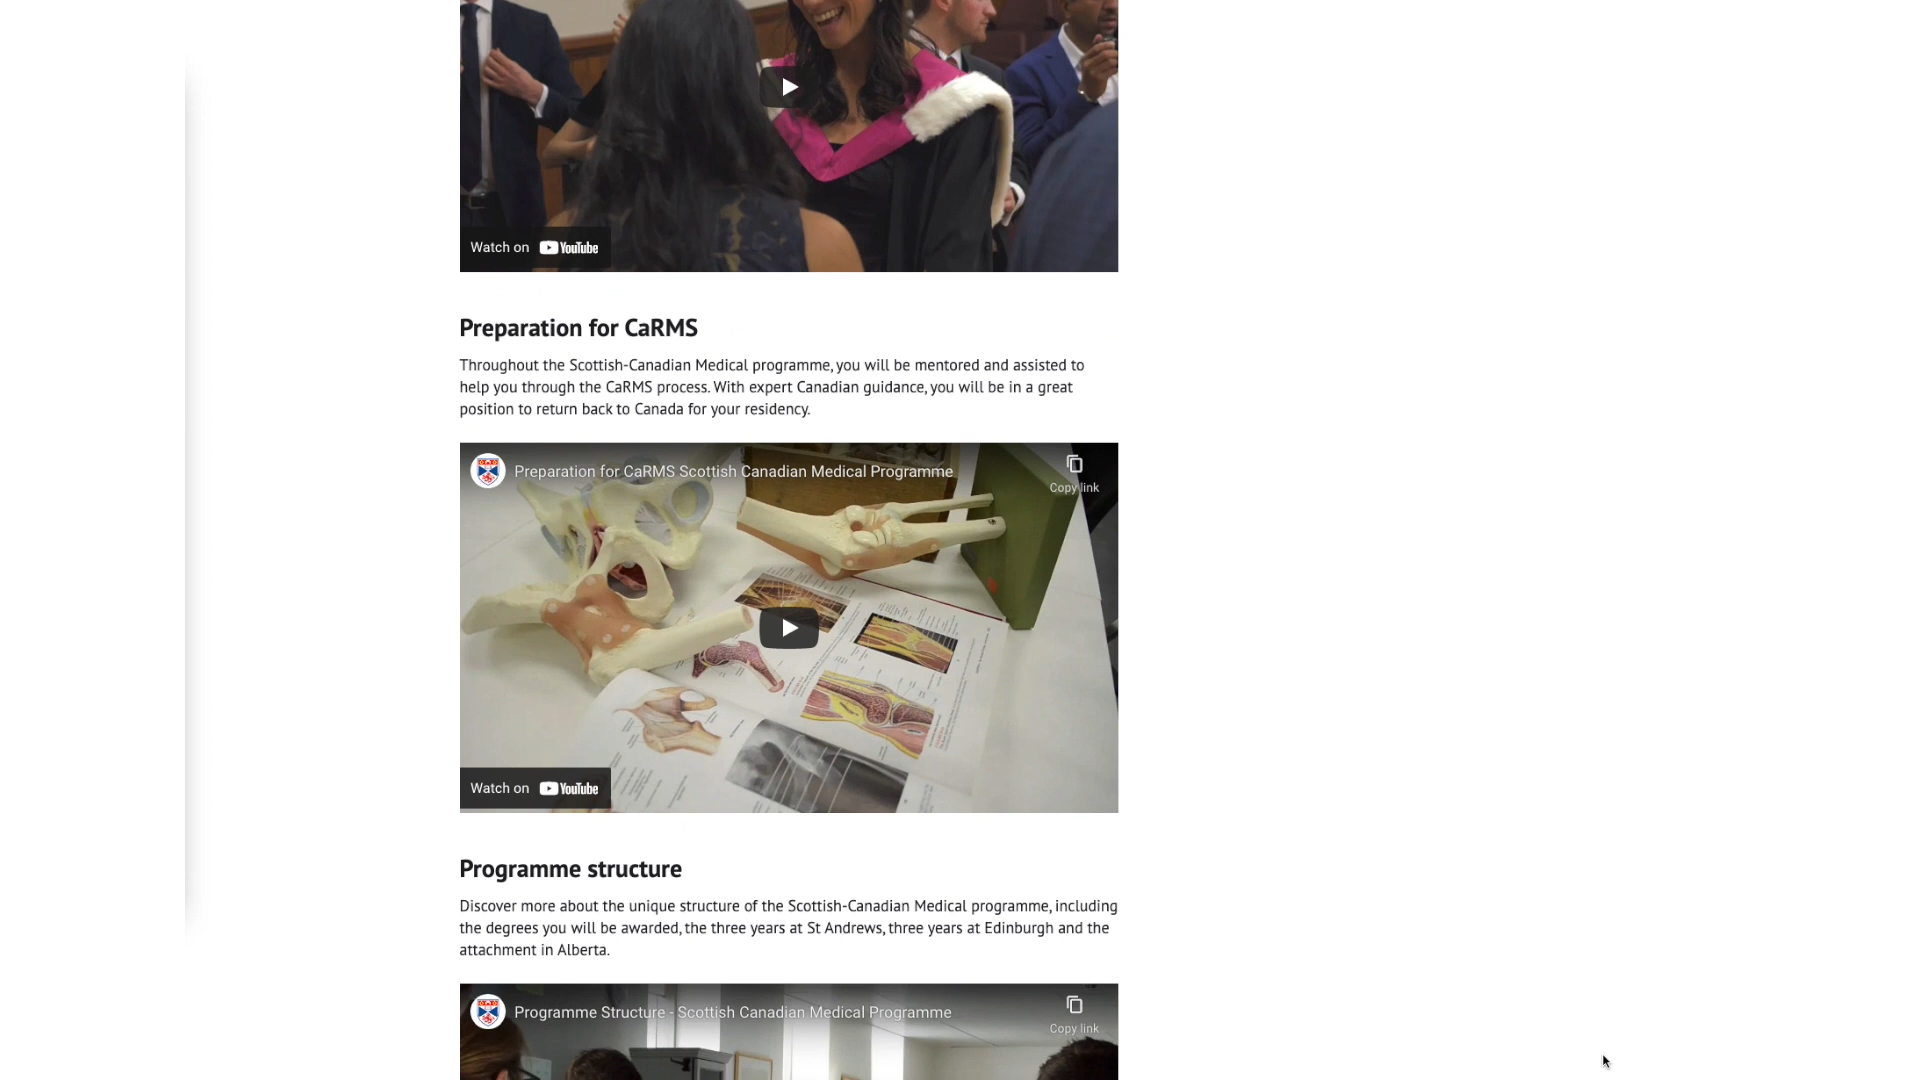 Watch on YouTube
Preparation for CaRMS
Throughout the Scottish-Canadian Medical programme, you will be mentored and assisted to
help you through the CaRMS process. With expert Canadian guidance, you will be in a great
position to return back to Canada for your residency.
Preparation for CaRMS Scottish Canadian Medical Programme
Copy link
Watch on YouTube
Programme structure
Discover more about the unique structure of the Scottish-Canadian Medical programme, including
the degrees you will be awarded, the three years at St Andrews, three years at Edinburgh and the
attachment in Alberta.
Programme Structure - Scottish Canadian Medical Programme
Copy link